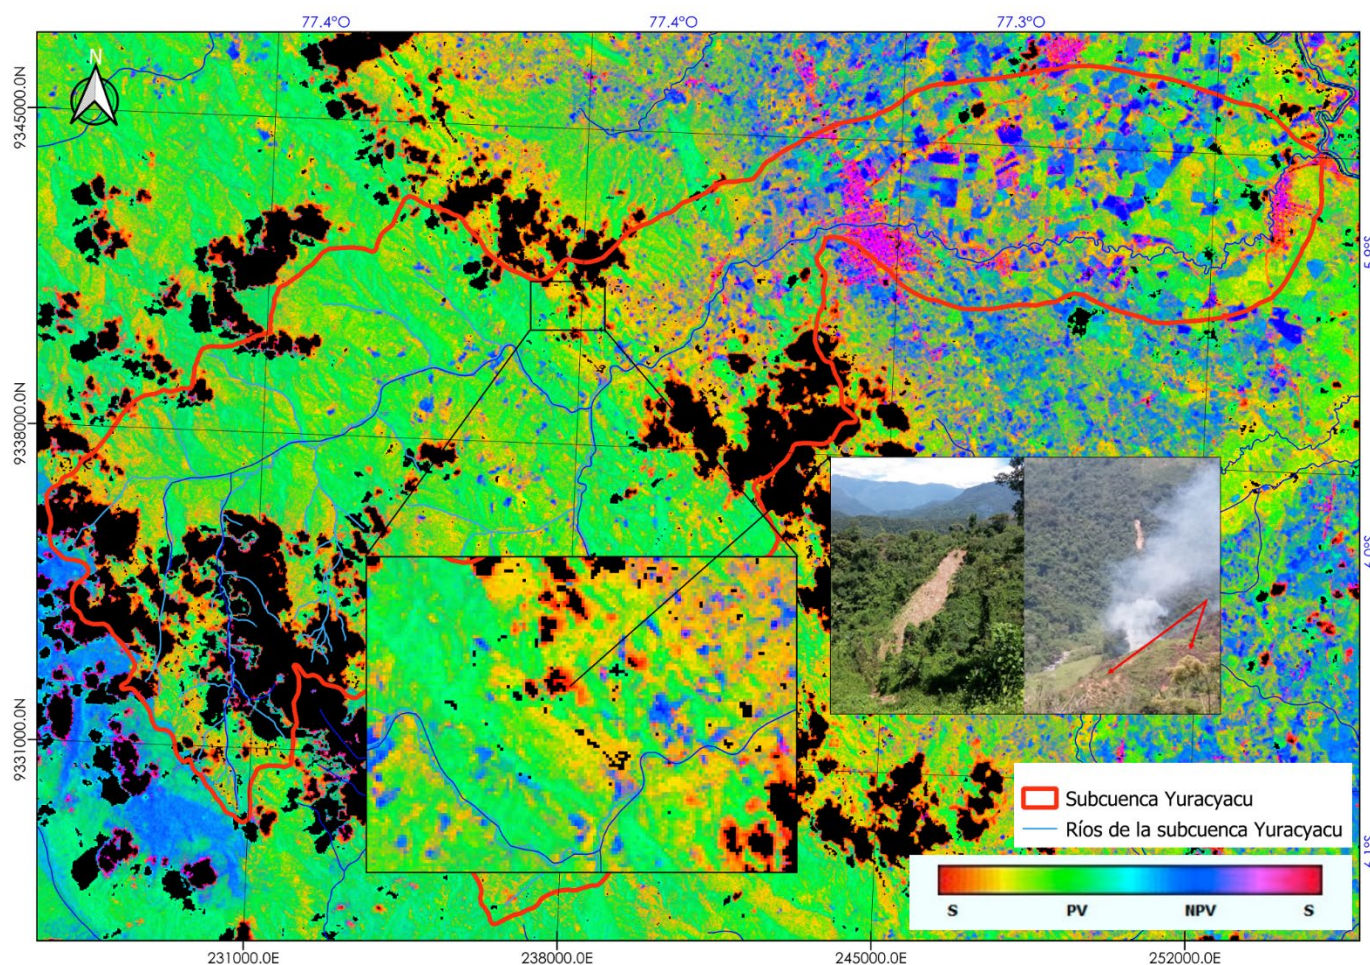 77.4°O 77.4°O 77.3°O
N
9345000.0N
9338000.0N
9331000.0N
Subcuenca Yuracyacu
Ríos de la subcuenca Yuracyacu
S PV NPV S
231000.0E 238000.0E 245000.0E 252000.0E